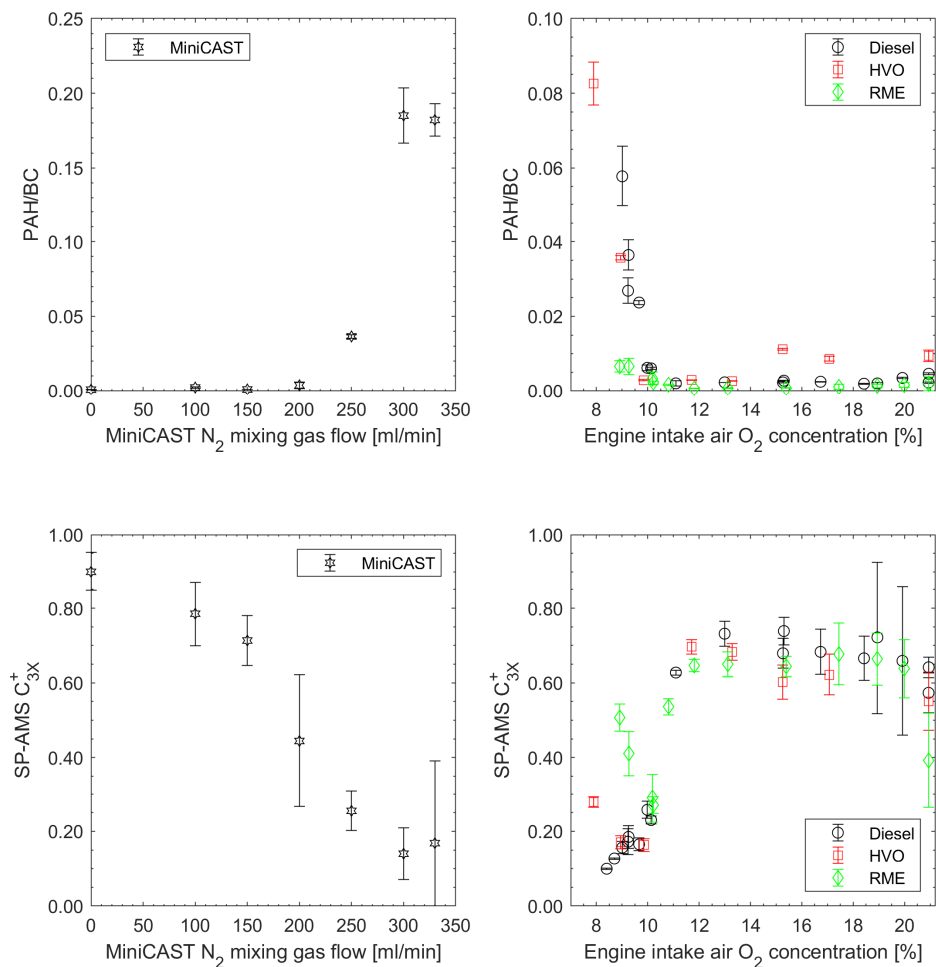 0.25
0.20
0.15
0.10
0.05
0.00
PAH/BC
MiniCAST
0 50 100 150 200 250 300 350
MiniCAST N2 mixing gas flow [ml/min]
0.10
0.08
0.06
0.04
0.02
0.00
PAH/BC
Diesel
HVO
RME
8 10 12 14 16 18 20
Engine intake air O2 concentration [%]
1.00
0.80
0.60
0.40
0.20
0.00
SP-AMS C3X+
MiniCAST
0 50 100 150 200 250 300 350
MiniCAST N2 mixing gas flow [ml/min]
1.00
0.80
0.60
0.40
0.20
0.00
SP-AMS C3X+
Diesel
HVO
RME
8 10 12 14 16 18 20
Engine intake air O2 concentration [%]